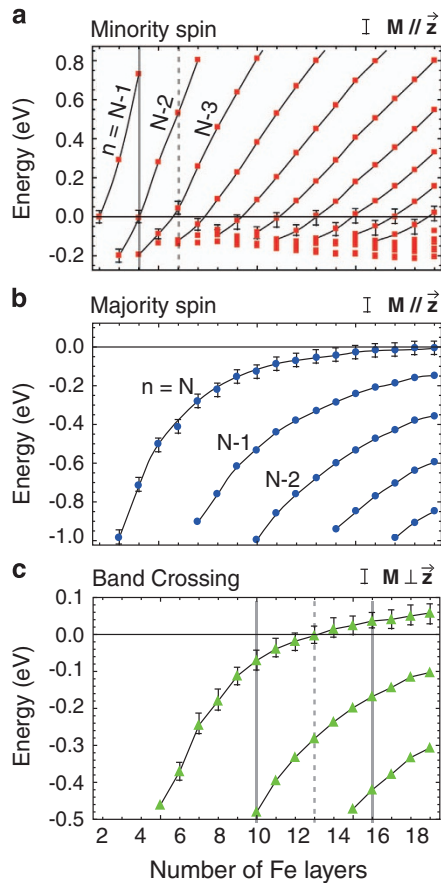 a
Minority spin
M // z⃗
Energy (eV)
0.8
0.6
0.4
0.2
0.0
-0.2
n = N-1
N-2
N-3
b
Majority spin
M // z⃗
Energy (eV)
0.0
-0.2
-0.4
-0.6
-0.8
-1.0
n = N
N-1
N-2
c
Band Crossing
M ⊥ z⃗
Energy (eV)
0.1
0.0
-0.1
-0.2
-0.3
-0.4
-0.5
2 4 6 8 10 12 14 16 18
Number of Fe layers